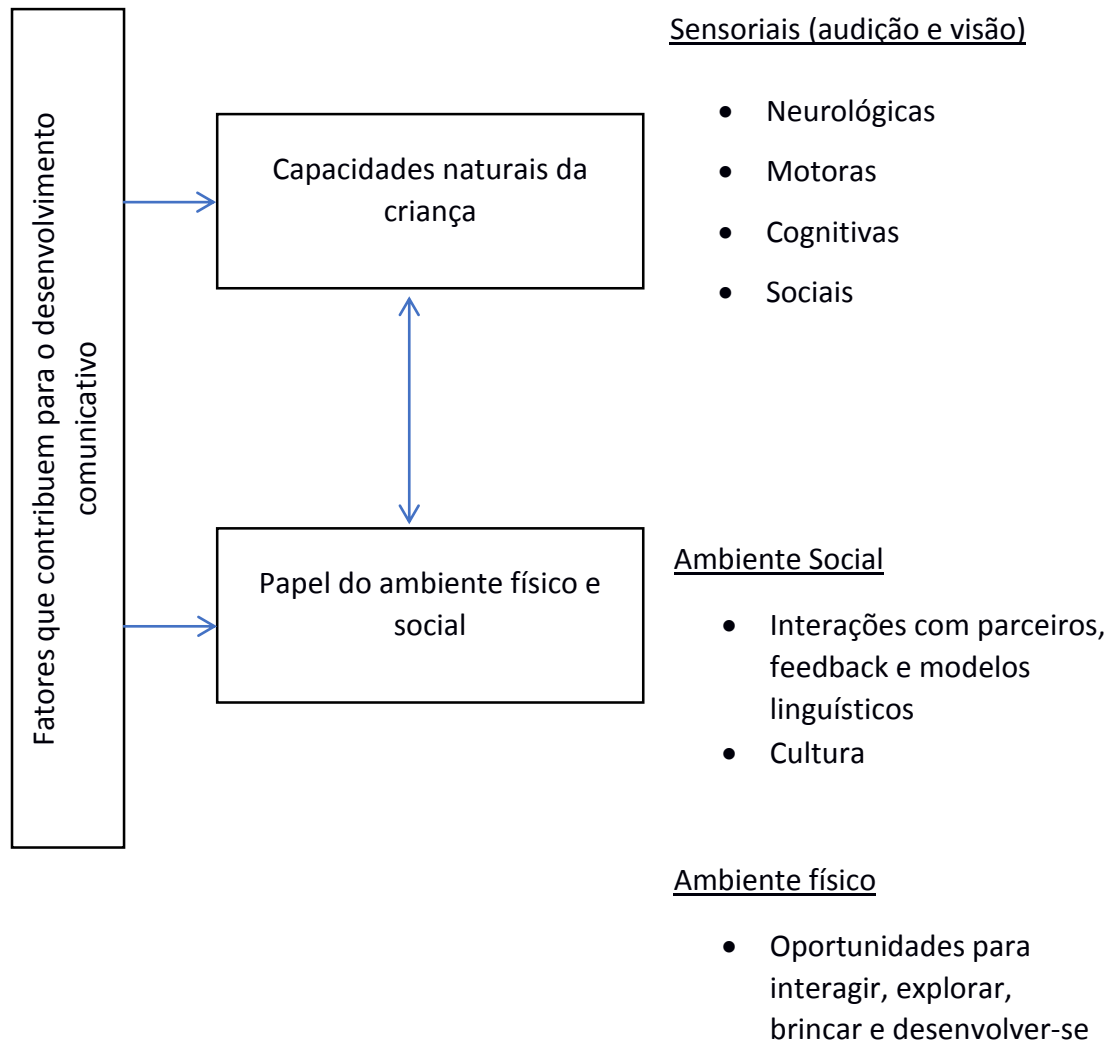 Fatores que contribuem para o desenvolvimento
comunicativo
Capacidades naturais da
criança
Sensoriais (audição e visão)
• Neurológicas
• Motoras
• Cognitivas
• Sociais
Papel do ambiente físico e
social
Ambiente Social
• Interações com parceiros,
feedback e modelos
linguísticos
• Cultura
Ambiente físico
• Oportunidades para
interagir, explorar,
brincar e desenvolver-se